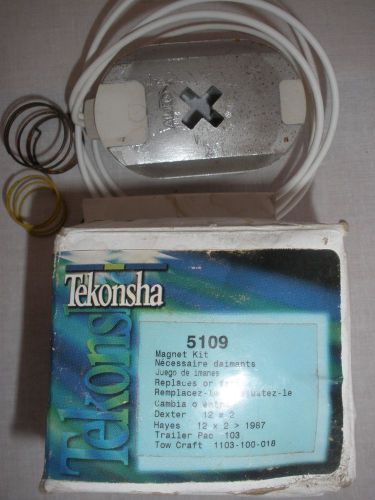 Tekonsha
Tekons
5109
Magnet Kit
Nécessaire daimants
Juego de imanes
Replaces or
Remplacez-le
Cambia o
Dexter 12 x 2
Hayes 12 x 2 > 1987
Trailer Pac 103
Tow Craft 1103-100-018